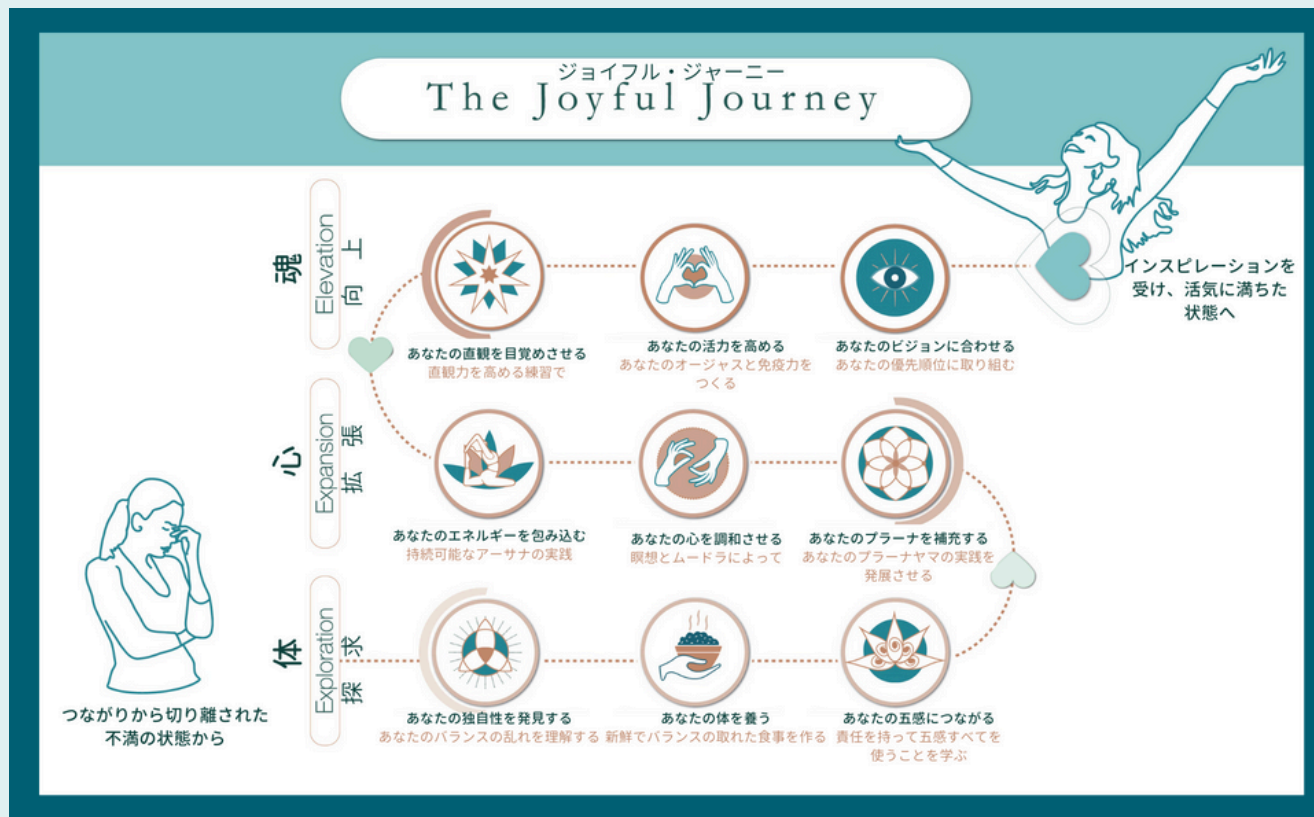 ジョイフル・ジャーニー
The Joyful Journey
魂
Elevation
向上
あなたの直観を目覚めさせる
直観力を高める練習で
あなたの活力を高める
あなたのオージャスと免疫力を
つくる
あなたのビジョンに合わせる
あなたの優先順位に取り組む
インスピレーションを
受け、活気に満ちた
状態へ
心
Expansion
拡張
あなたのエネルギーを包み込む
持続可能なアーサナの実践
あなたの心を調和させる
瞑想とムードラによって
あなたのプラーナを補充する
あなたのプラーナヤマの実践を
発展させる
体
Exploration
探求
あなたの独自性を発見する
あなたのバランスの乱れを理解する
あなたの体を養う
新鮮でバランスの取れた食事を作る
あなたの五感につながる
責任を持って五感すべてを
使うことを学ぶ
つながりから切り離された
不満の状態から